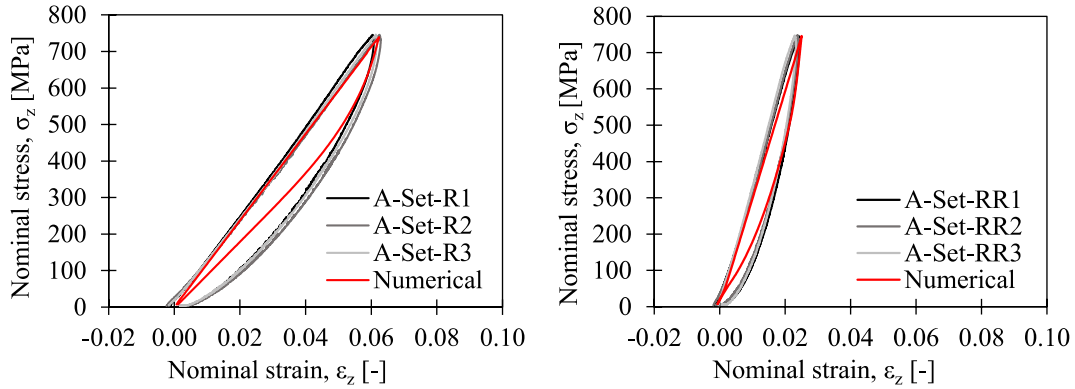 Nominal stress, σz [MPa]
800
700
600
500
400
300
200
100
0
A-Set-R1
A-Set-R2
A-Set-R3
Numerical
-0.02 0.00 0.02 0.04 0.06 0.08 0.10
Nominal strain, εz [-]
Nominal stress, σz [MPa]
800
700
600
500
400
300
200
100
0
A-Set-RR1
A-Set-RR2
A-Set-RR3
Numerical
-0.02 0.00 0.02 0.04 0.06 0.08 0.10
Nominal strain, εz [-]